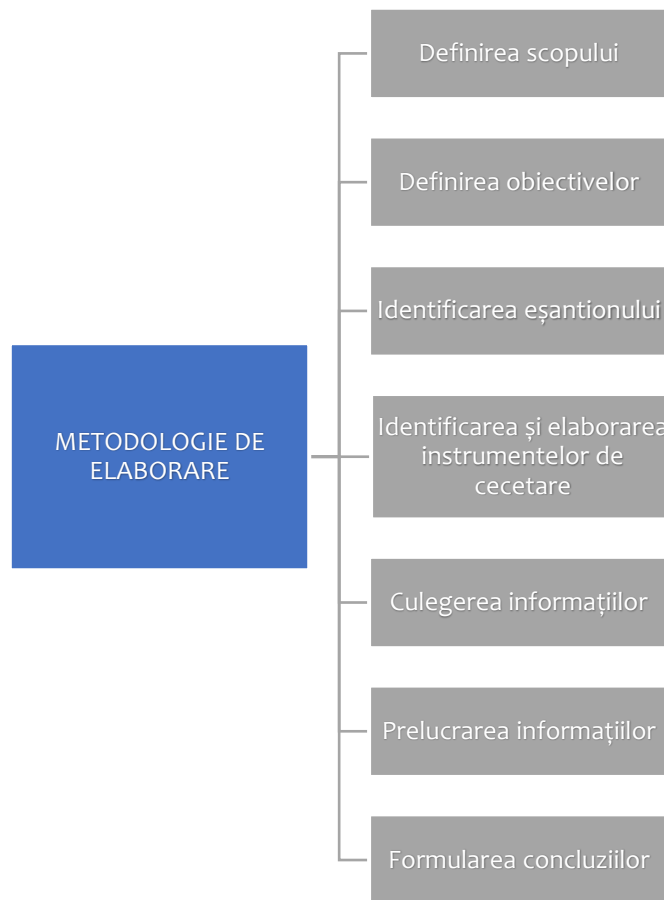 Definirea scopului
Definirea obiectivelor
Identificarea eșantionului
METODOLOGIE DE
ELABORARE
Identificarea și elaborarea
instrumentelor de
cecetare
Culegerea informațiilor
Prelucrarea informațiilor
Formularea concluziilor